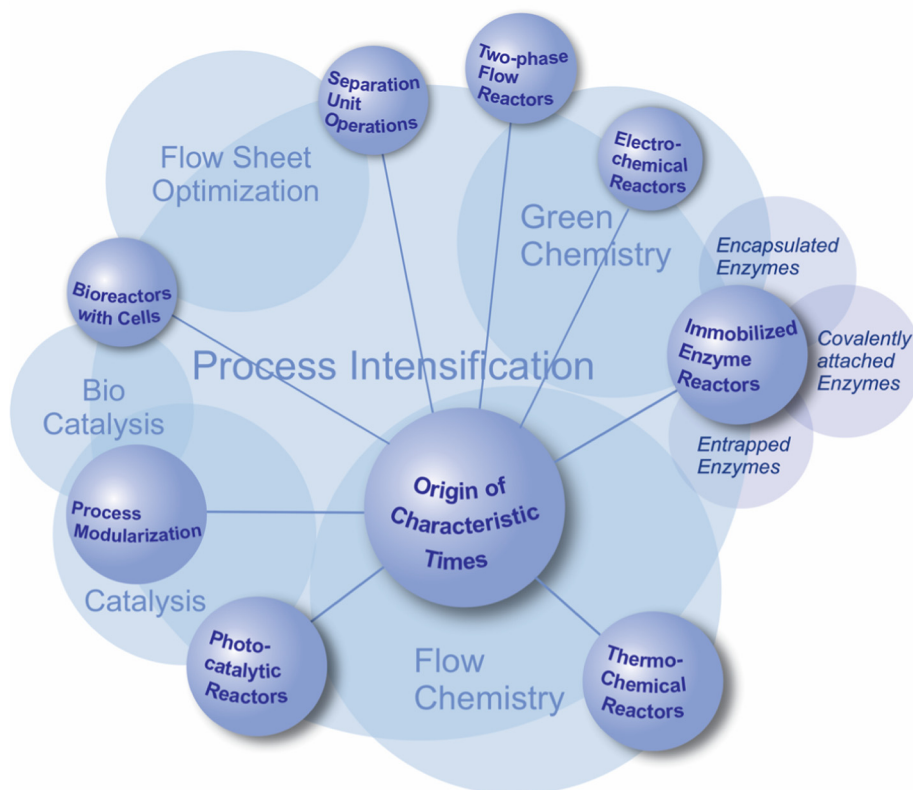 Two-phase
Flow
Reactors
Separation
Unit
Operations
Electro-
chemical
Reactors
Flow Sheet
Optimization
Green
Chemistry
Encapsulated
Enzymes
Bioreactors
with Cells
Immobilized
Enzyme
Reactors
Covalently
attached
Enzymes
Process Intensification
Bio
Catalysis
Entrapped
Enzymes
Origin of
Characteristic
Times
Process
Modularization
Catalysis
Photo-
catalytic
Reactors
Flow
Chemistry
Thermo-
Chemical
Reactors